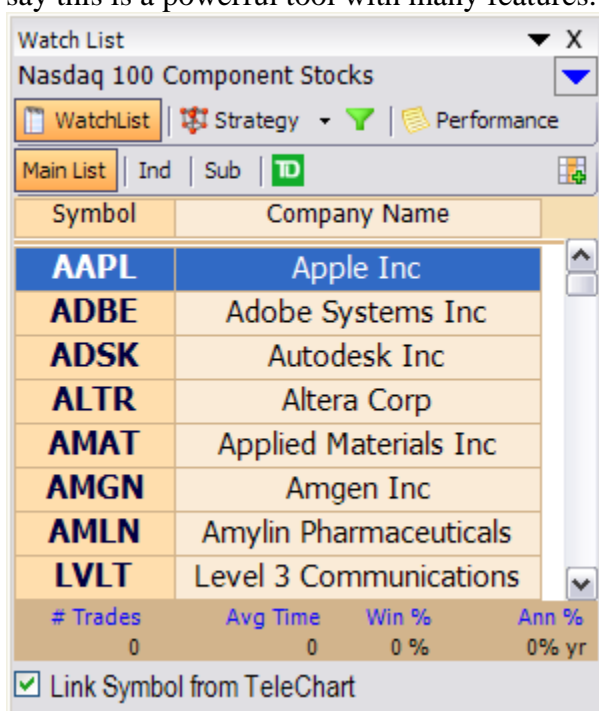 say this is a powerful tool with many features.
Watch List X
Nasdaq 100 Component Stocks
WatchList Strategy Performance
Main List Ind Sub TD
Symbol Company Name
AAPL Apple Inc
ADBE Adobe Systems Inc
ADSK Autodesk Inc
ALTR Altera Corp
AMAT Applied Materials Inc
AMGN Amgen Inc
AMLN Amylin Pharmaceuticals
LVLT Level 3 Communications
# Trades Avg Time Win % Ann %
0 0 0 % 0% yr
Link Symbol from TeleChart